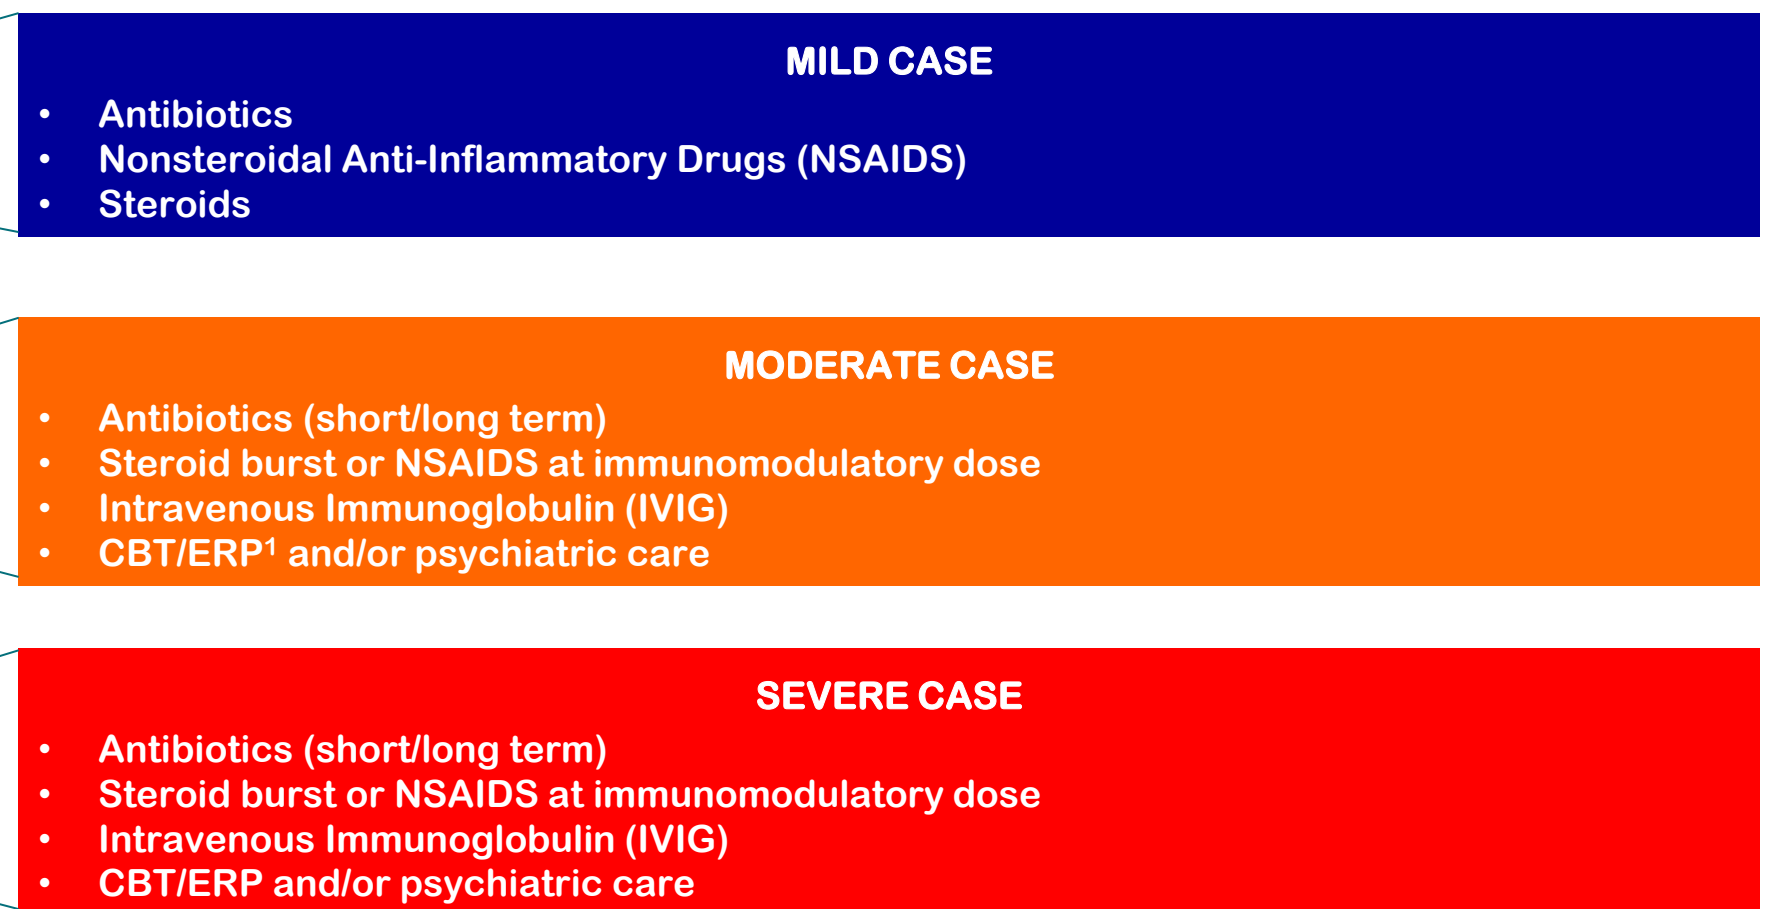 MILD CASE
• Antibiotics
• Nonsteroidal Anti-Inflammatory Drugs (NSAIDS)
• Steroids
MODERATE CASE
• Antibiotics (short/long term)
• Steroid burst or NSAIDS at immunomodulatory dose
• Intravenous Immunoglobulin (IVIG)
• CBT/ERP¹ and/or psychiatric care
SEVERE CASE
• Antibiotics (short/long term)
• Steroid burst or NSAIDS at immunomodulatory dose
• Intravenous Immunoglobulin (IVIG)
• CBT/ERP and/or psychiatric care